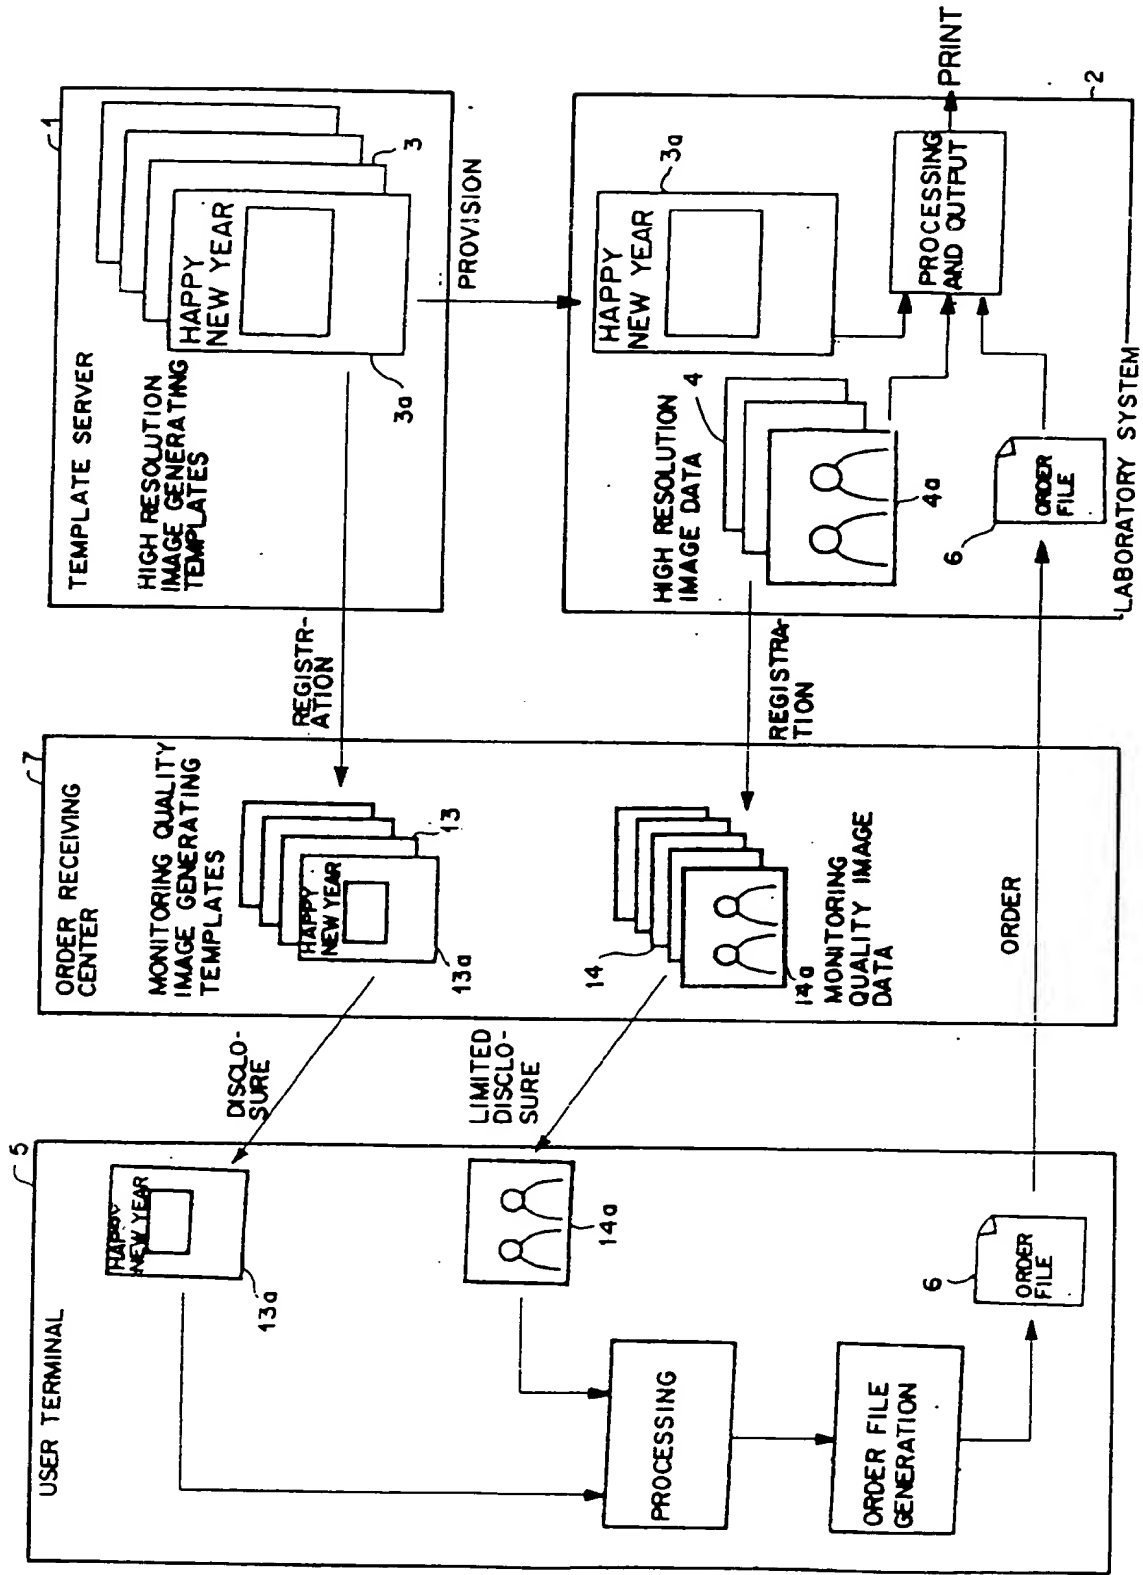 5
USER TERMINAL
HAPPY
NEW YEAR
13a
14a
PROCESSING
ORDER FILE
GENERATION
ORDER
FILE
6
DISCLO-
SURE
LIMITED
DISCLO-
SURE
7
ORDER RECEIVING
CENTER
MONITORING QUALITY
IMAGE GENERATING
TEMPLATES
HAPPY
NEW YEAR
13
13a
14
14a
MONITORING
QUALITY IMAGE
DATA
ORDER
REGISTR-
ATION
REGISTRA-
TION
1
TEMPLATE SERVER
HIGH RESOLUTION
IMAGE GENERATING
TEMPLATES
HAPPY
NEW YEAR
3
3a
PROVISION
HIGH RESOLUTION
IMAGE DATA
4
4a
HAPPY
NEW YEAR
3a
PROCESSING
AND OUTPUT
PRINT
ORDER
FILE
6
LABORATORY SYSTEM
2